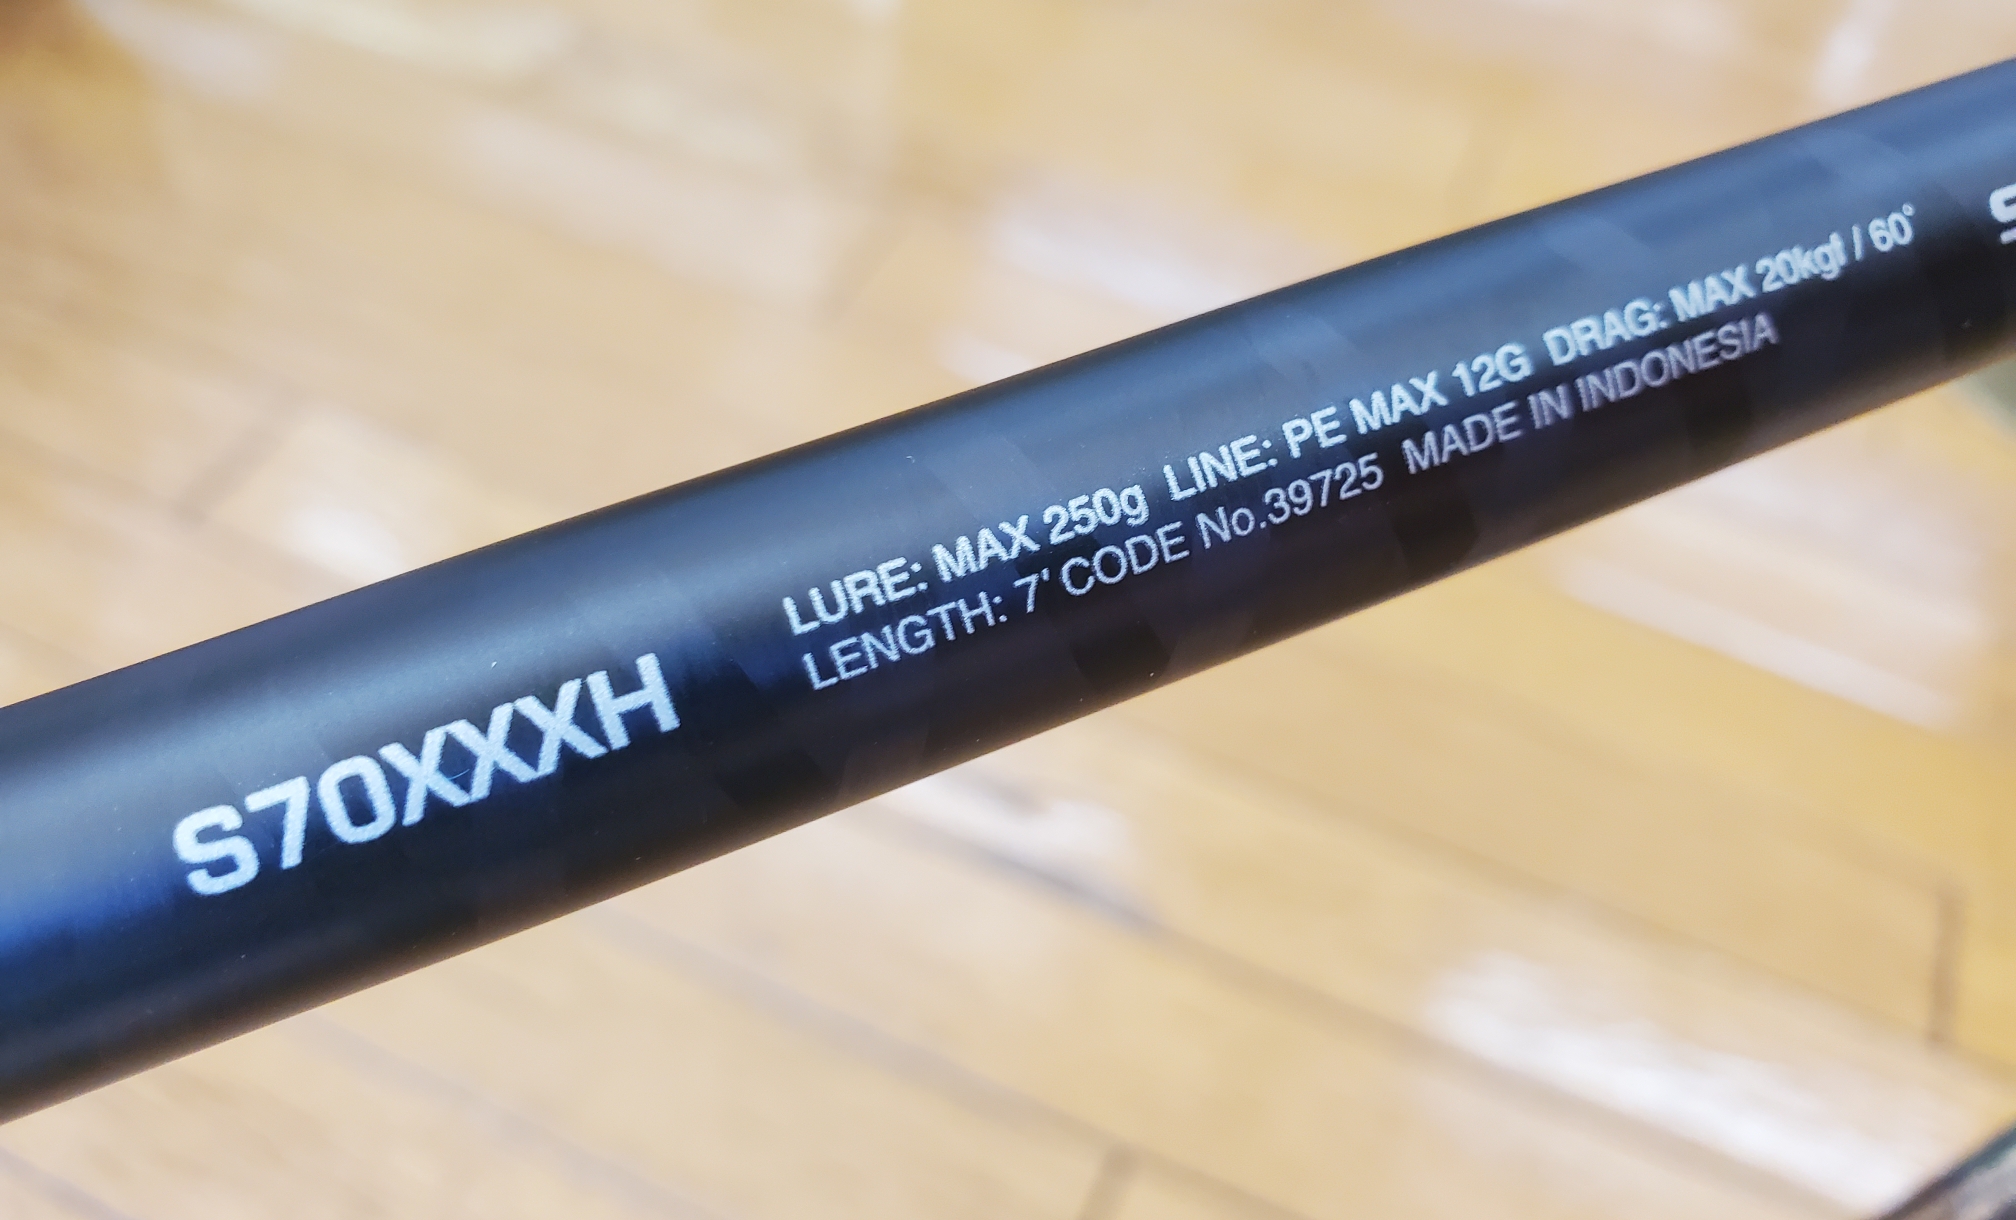 S70XXXH
LURE: MAX 250g LINE: PE MAX 12G DRAG: MAX 20kgf / 60°
LENGTH: 7' CODE No.39725 MADE IN INDONESIA